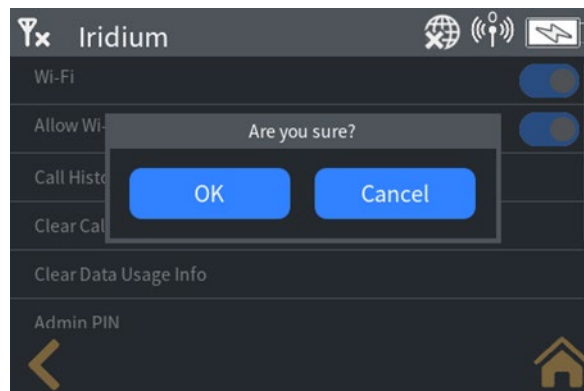 Iridium
Wi-Fi
Allow Wi-
Are you sure?
Call Histo
OK
Cancel
Clear Cal
Clear Data Usage Info
Admin PIN